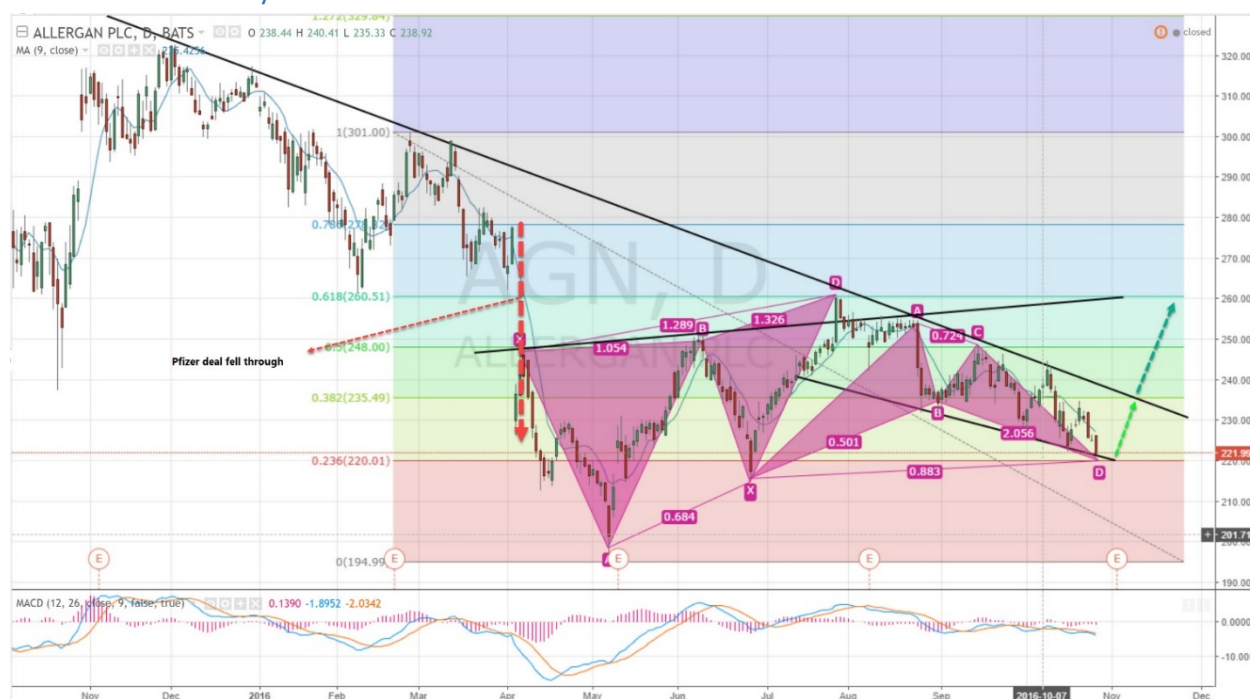 1.272(329.84)
ALLERGAN PLC, D, BATS
O 238.44 H 240.41 L 235.33 C 238.92
closed
MA (9, close)
320.00
310.00
1(301.00)
300.00
290.00
280.00
270.00
AGN, D
ALLERGAN PLC
0.618(260.51)
260.00
250.00
0.5(248.00)
240.00
0.382(235.49)
230.00
0.236(220.01)
221.99
210.00
201.71
0(194.99)
190.00
Pfizer deal fell through
X
B
D
A
C
1.289
1.326
1.054
0.724
B
0.501
2.056
X
0.883
D
0.684
E
E
E
E
E
MACD (12, 26, close, 9, false, true)
0.1390 -1.8952 -2.0342
0.0000
-10.0000
Nov
Dec
2016
Feb
Mar
Apr
May
Jun
Jul
Aug
Sep
2016-10-07
Nov
Dec